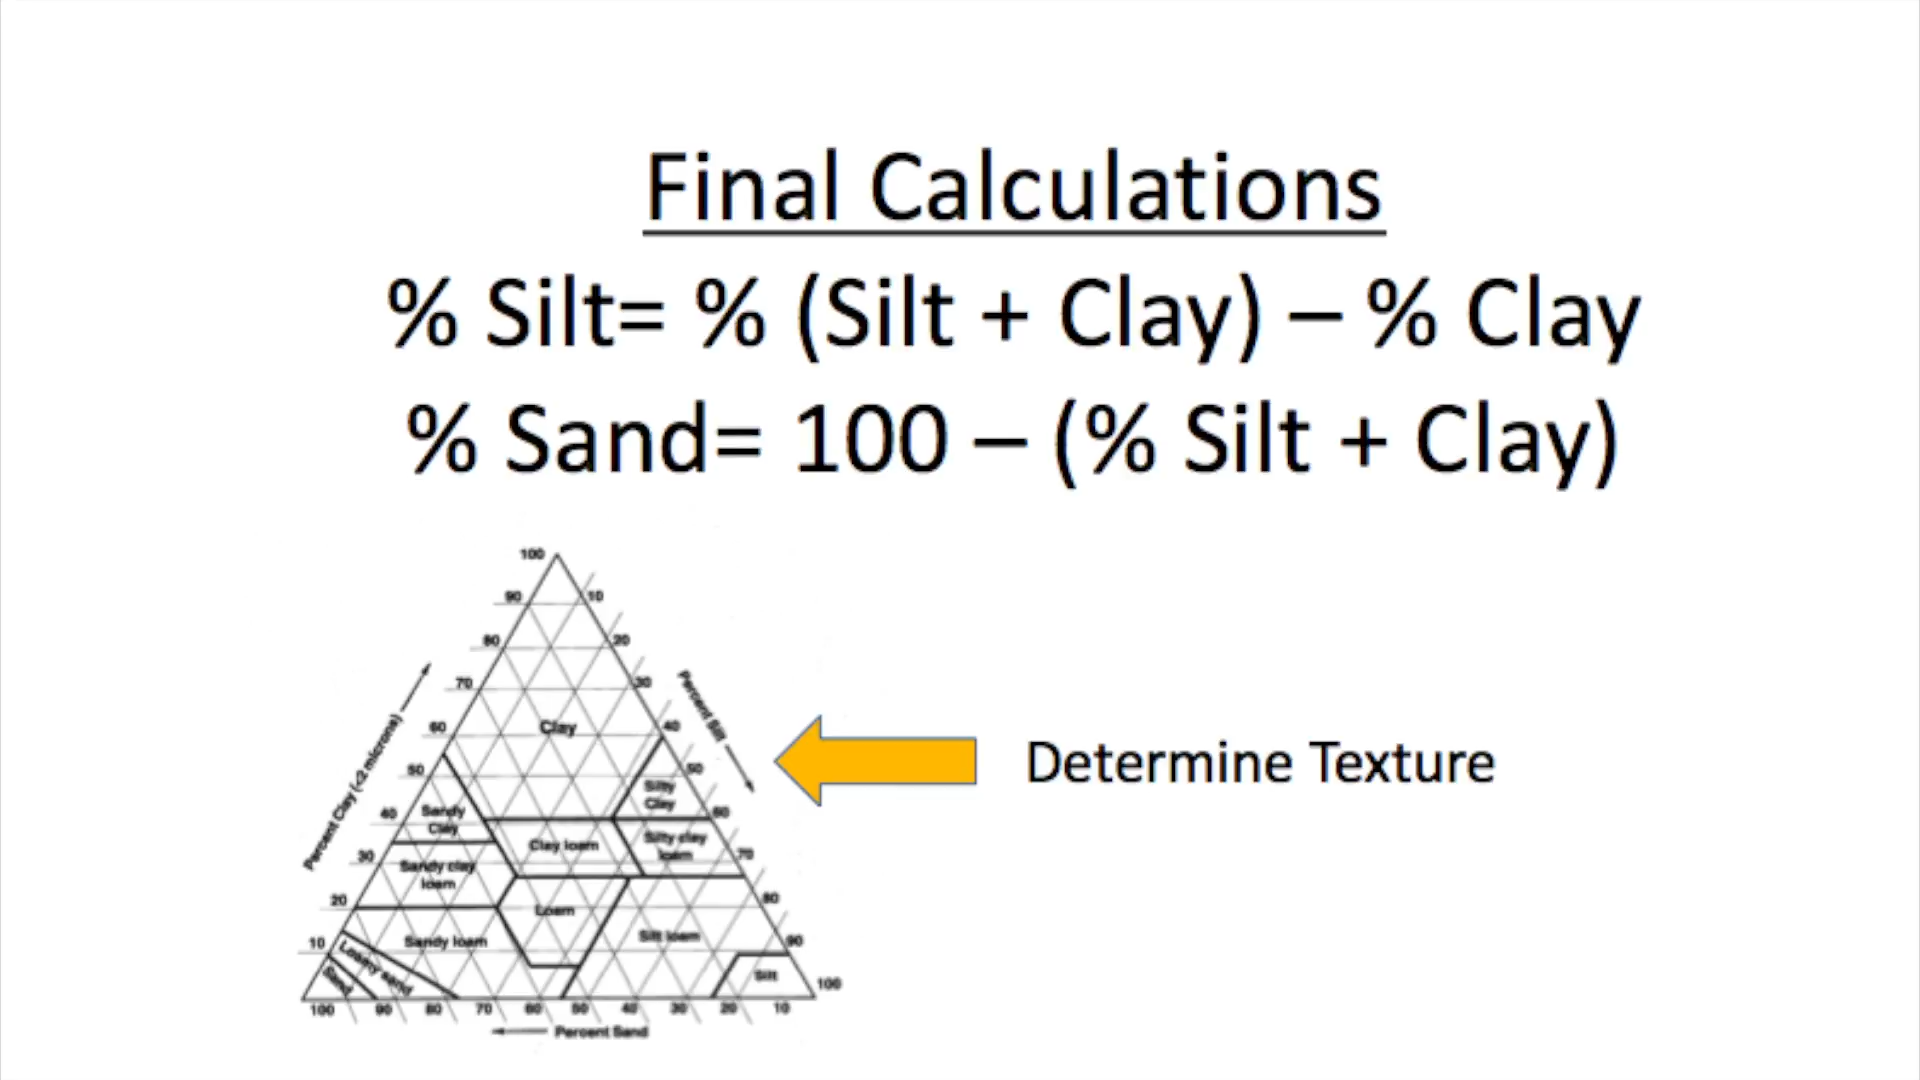 Final Calculations
% Silt= % (Silt + Clay) – % Clay
% Sand= 100 – (% Silt + Clay)
100
90
10
80
20
70
30
60
40
50
50
40
60
30
70
20
80
10
90
100
Percent Clay (<2 microns)
Percent Silt
Clay
Silty
Clay
Sandy
Clay
Clay loam
Silty clay
loam
Sandy clay
loam
Loam
Sandy loam
Silt loam
Loamy sand
Sand
Silt
100 90 80 70 60 50 40 30 20 10
Percent Sand
Determine Texture